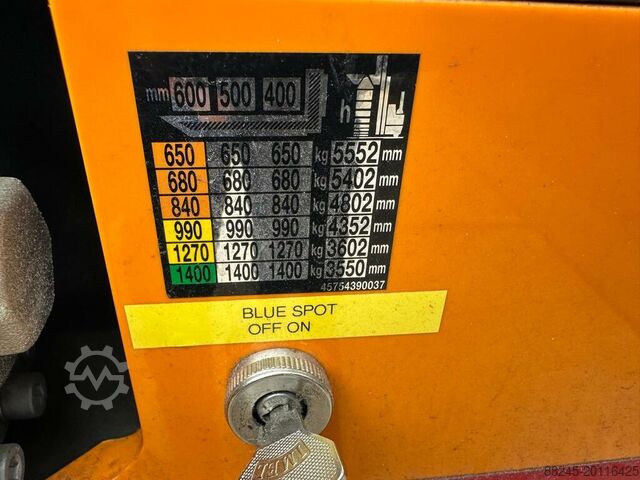 mm 600 500 400 h
650 650 650 kg 5552 mm
680 680 680 kg 5402 mm
840 840 840 kg 4802 mm
990 990 990 kg 4352 mm
1270 1270 1270 kg 3602 mm
1400 1400 1400 kg 3550 mm
45754390037
BLUE SPOT
OFF ON
88245-20116425